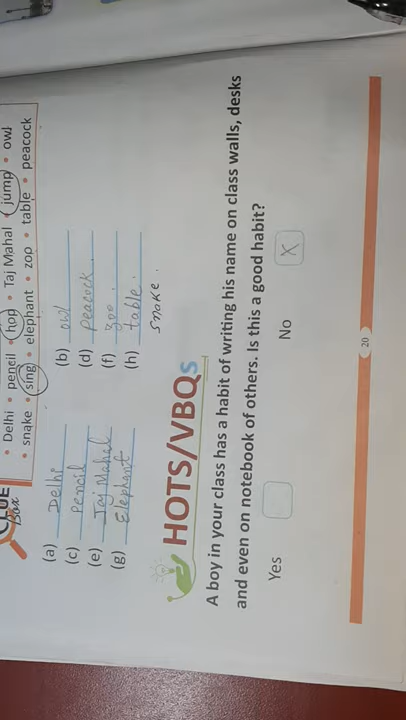 CLUE
Box
• Delhi • pencil • hop • Taj Mahal • jump • owl
• snake • sing • elephant • zoo • table • peacock
(a) Delhi (b) owl
(c) pencil (d) peacock.
(e) Taj Mahal (f) zoo.
(g) Elephant (h) table.
snake.
HOTS/VBQs
A boy in your class has a habit of writing his name on class walls, desks
and even on notebook of others. Is this a good habit?
Yes No X
20